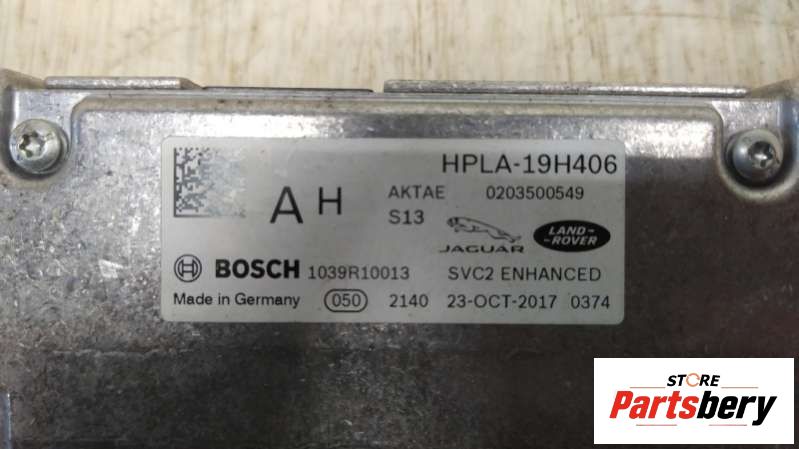 HPLA-19H406
A H
AKTAE 0203500549
S13
JAGUAR
LAND-
-ROVER
BOSCH 1039R10013 SVC2 ENHANCED
Made in Germany 050 2140 23-OCT-2017 0374
STORE
Partsbery